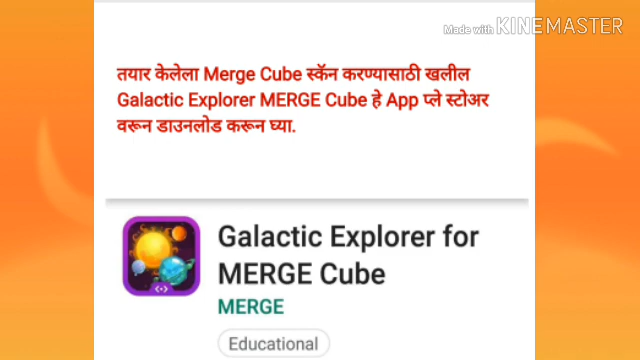 Made with KINEMASTER
तयार केलेला Merge Cube स्कॅन करण्यासाठी खलील
Galactic Explorer MERGE Cube हे App प्ले स्टोअर
वरून डाउनलोड करून घ्या.
Galactic Explorer for
MERGE Cube
MERGE
Educational